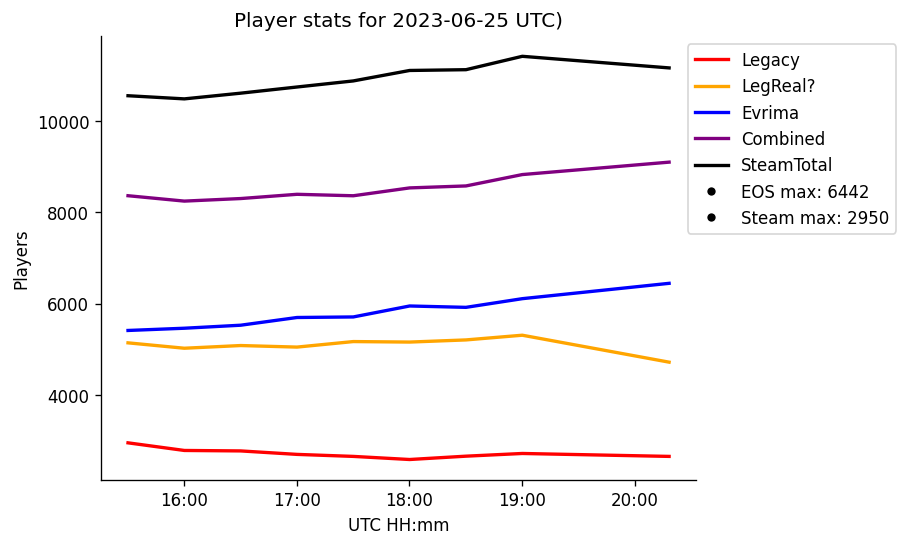 Player stats for 2023-06-25 UTC)
Legacy
LegReal?
Evrima
Combined
SteamTotal
EOS max: 6442
Steam max: 2950
10000
8000
6000
4000
Players
16:00
17:00
18:00
19:00
20:00
UTC HH:mm